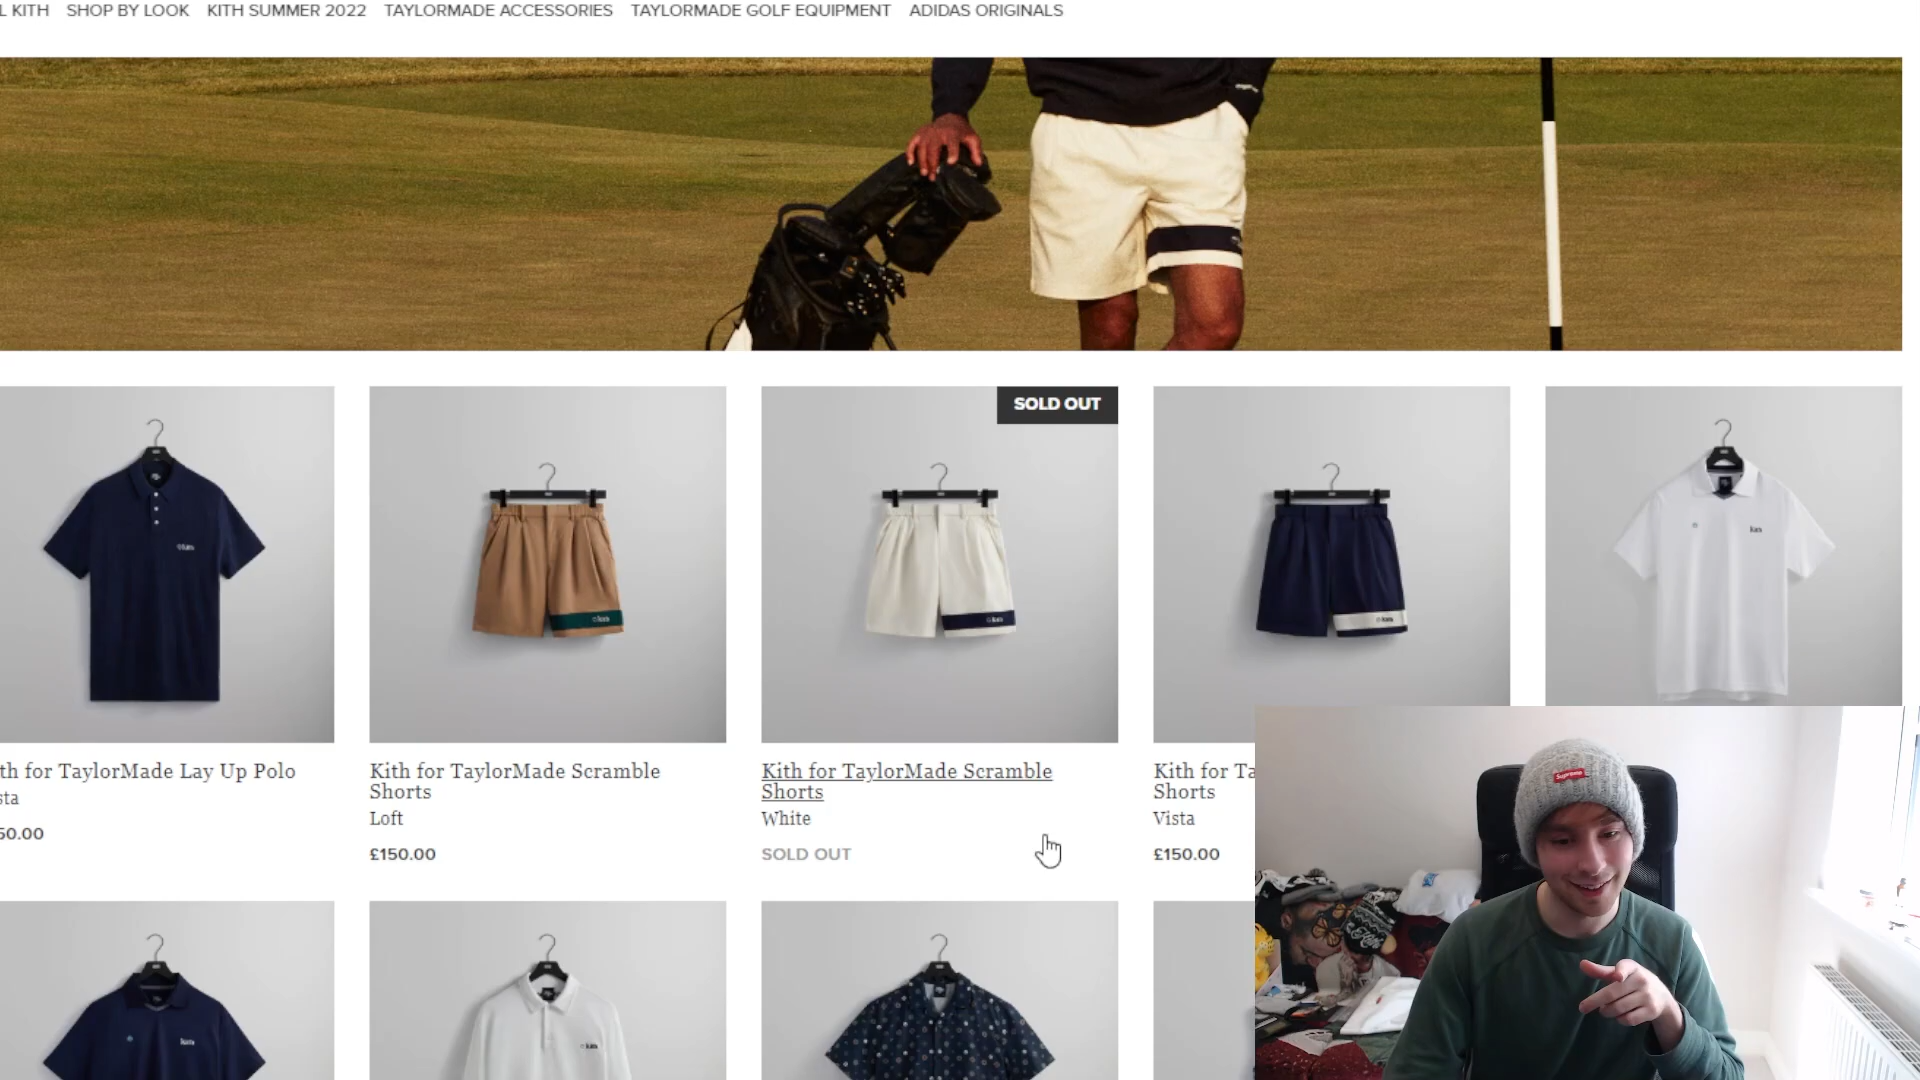 L KITH SHOP BY LOOK KITH SUMMER 2022 TAYLORMADE ACCESSORIES TAYLORMADE GOLF EQUIPMENT ADIDAS ORIGINALS
SOLD OUT
th for TaylorMade Lay Up Polo
sta
50.00
Kith for TaylorMade Scramble
Shorts
Loft
£150.00
Kith for TaylorMade Scramble
Shorts
White
SOLD OUT
Kith for Ta
Shorts
Vista
£150.00
Supreme